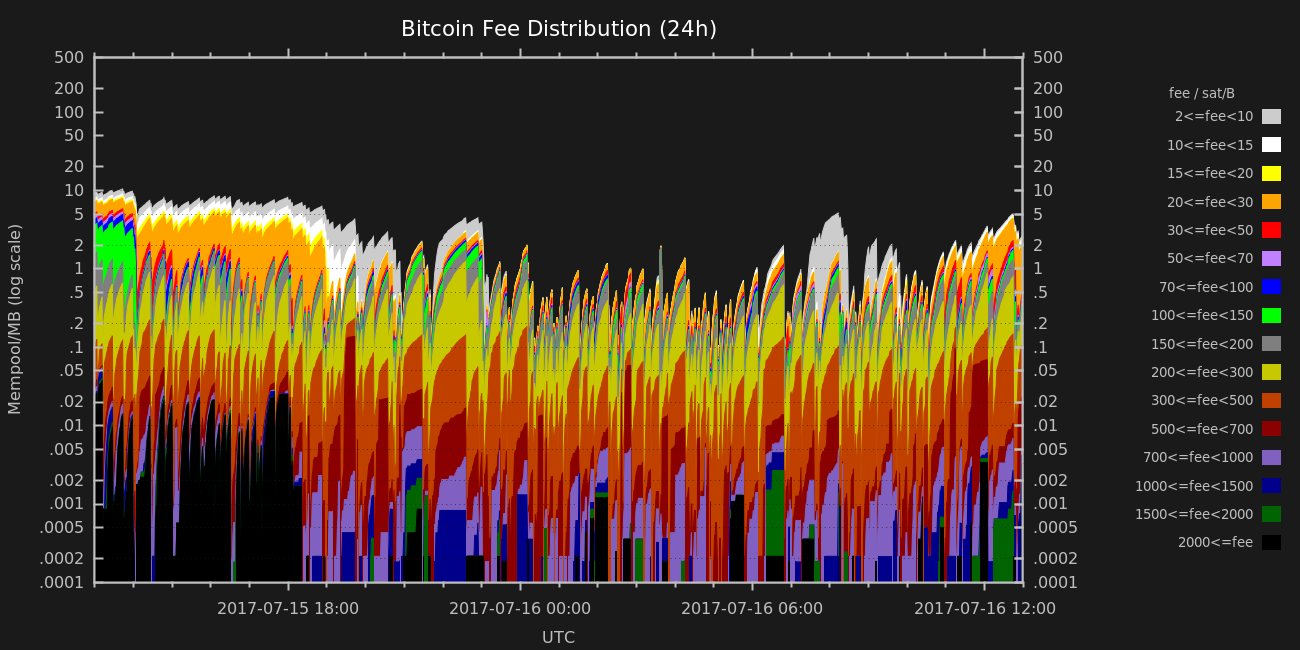 Bitcoin Fee Distribution (24h)
500
200
100
50
20
10
5
2
1
.5
.2
.1
.05
.02
.01
.005
.002
.001
.0005
.0002
.0001
Mempool/MB (log scale)
500
200
100
50
20
10
5
2
1
.5
.2
.1
.05
.02
.01
.005
.002
.001
.0005
.0002
.0001
2017-07-15 18:00 2017-07-16 00:00 2017-07-16 06:00 2017-07-16 12:00
UTC
fee / sat/B
2<=fee<10
10<=fee<15
15<=fee<20
20<=fee<30
30<=fee<50
50<=fee<70
70<=fee<100
100<=fee<150
150<=fee<200
200<=fee<300
300<=fee<500
500<=fee<700
700<=fee<1000
1000<=fee<1500
1500<=fee<2000
2000<=fee